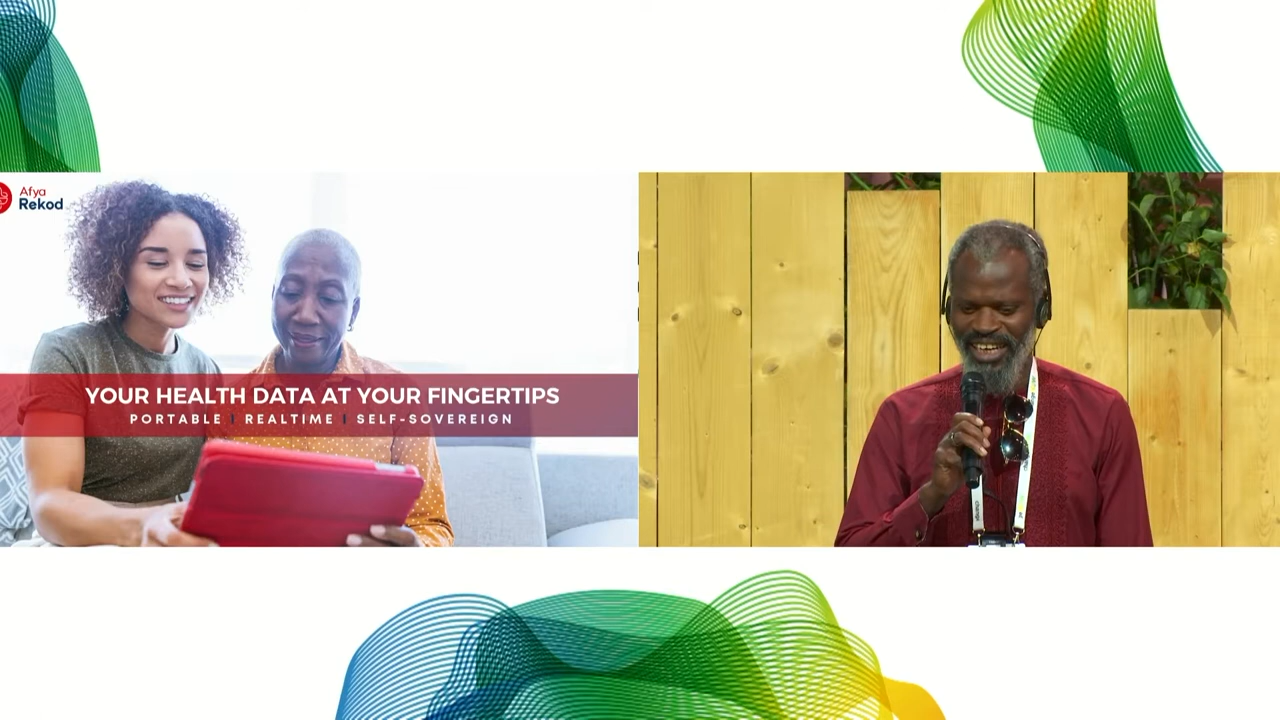 Afya
Rekod
YOUR HEALTH DATA AT YOUR FINGERTIPS
PORTABLE | REALTIME | SELF-SOVEREIGN